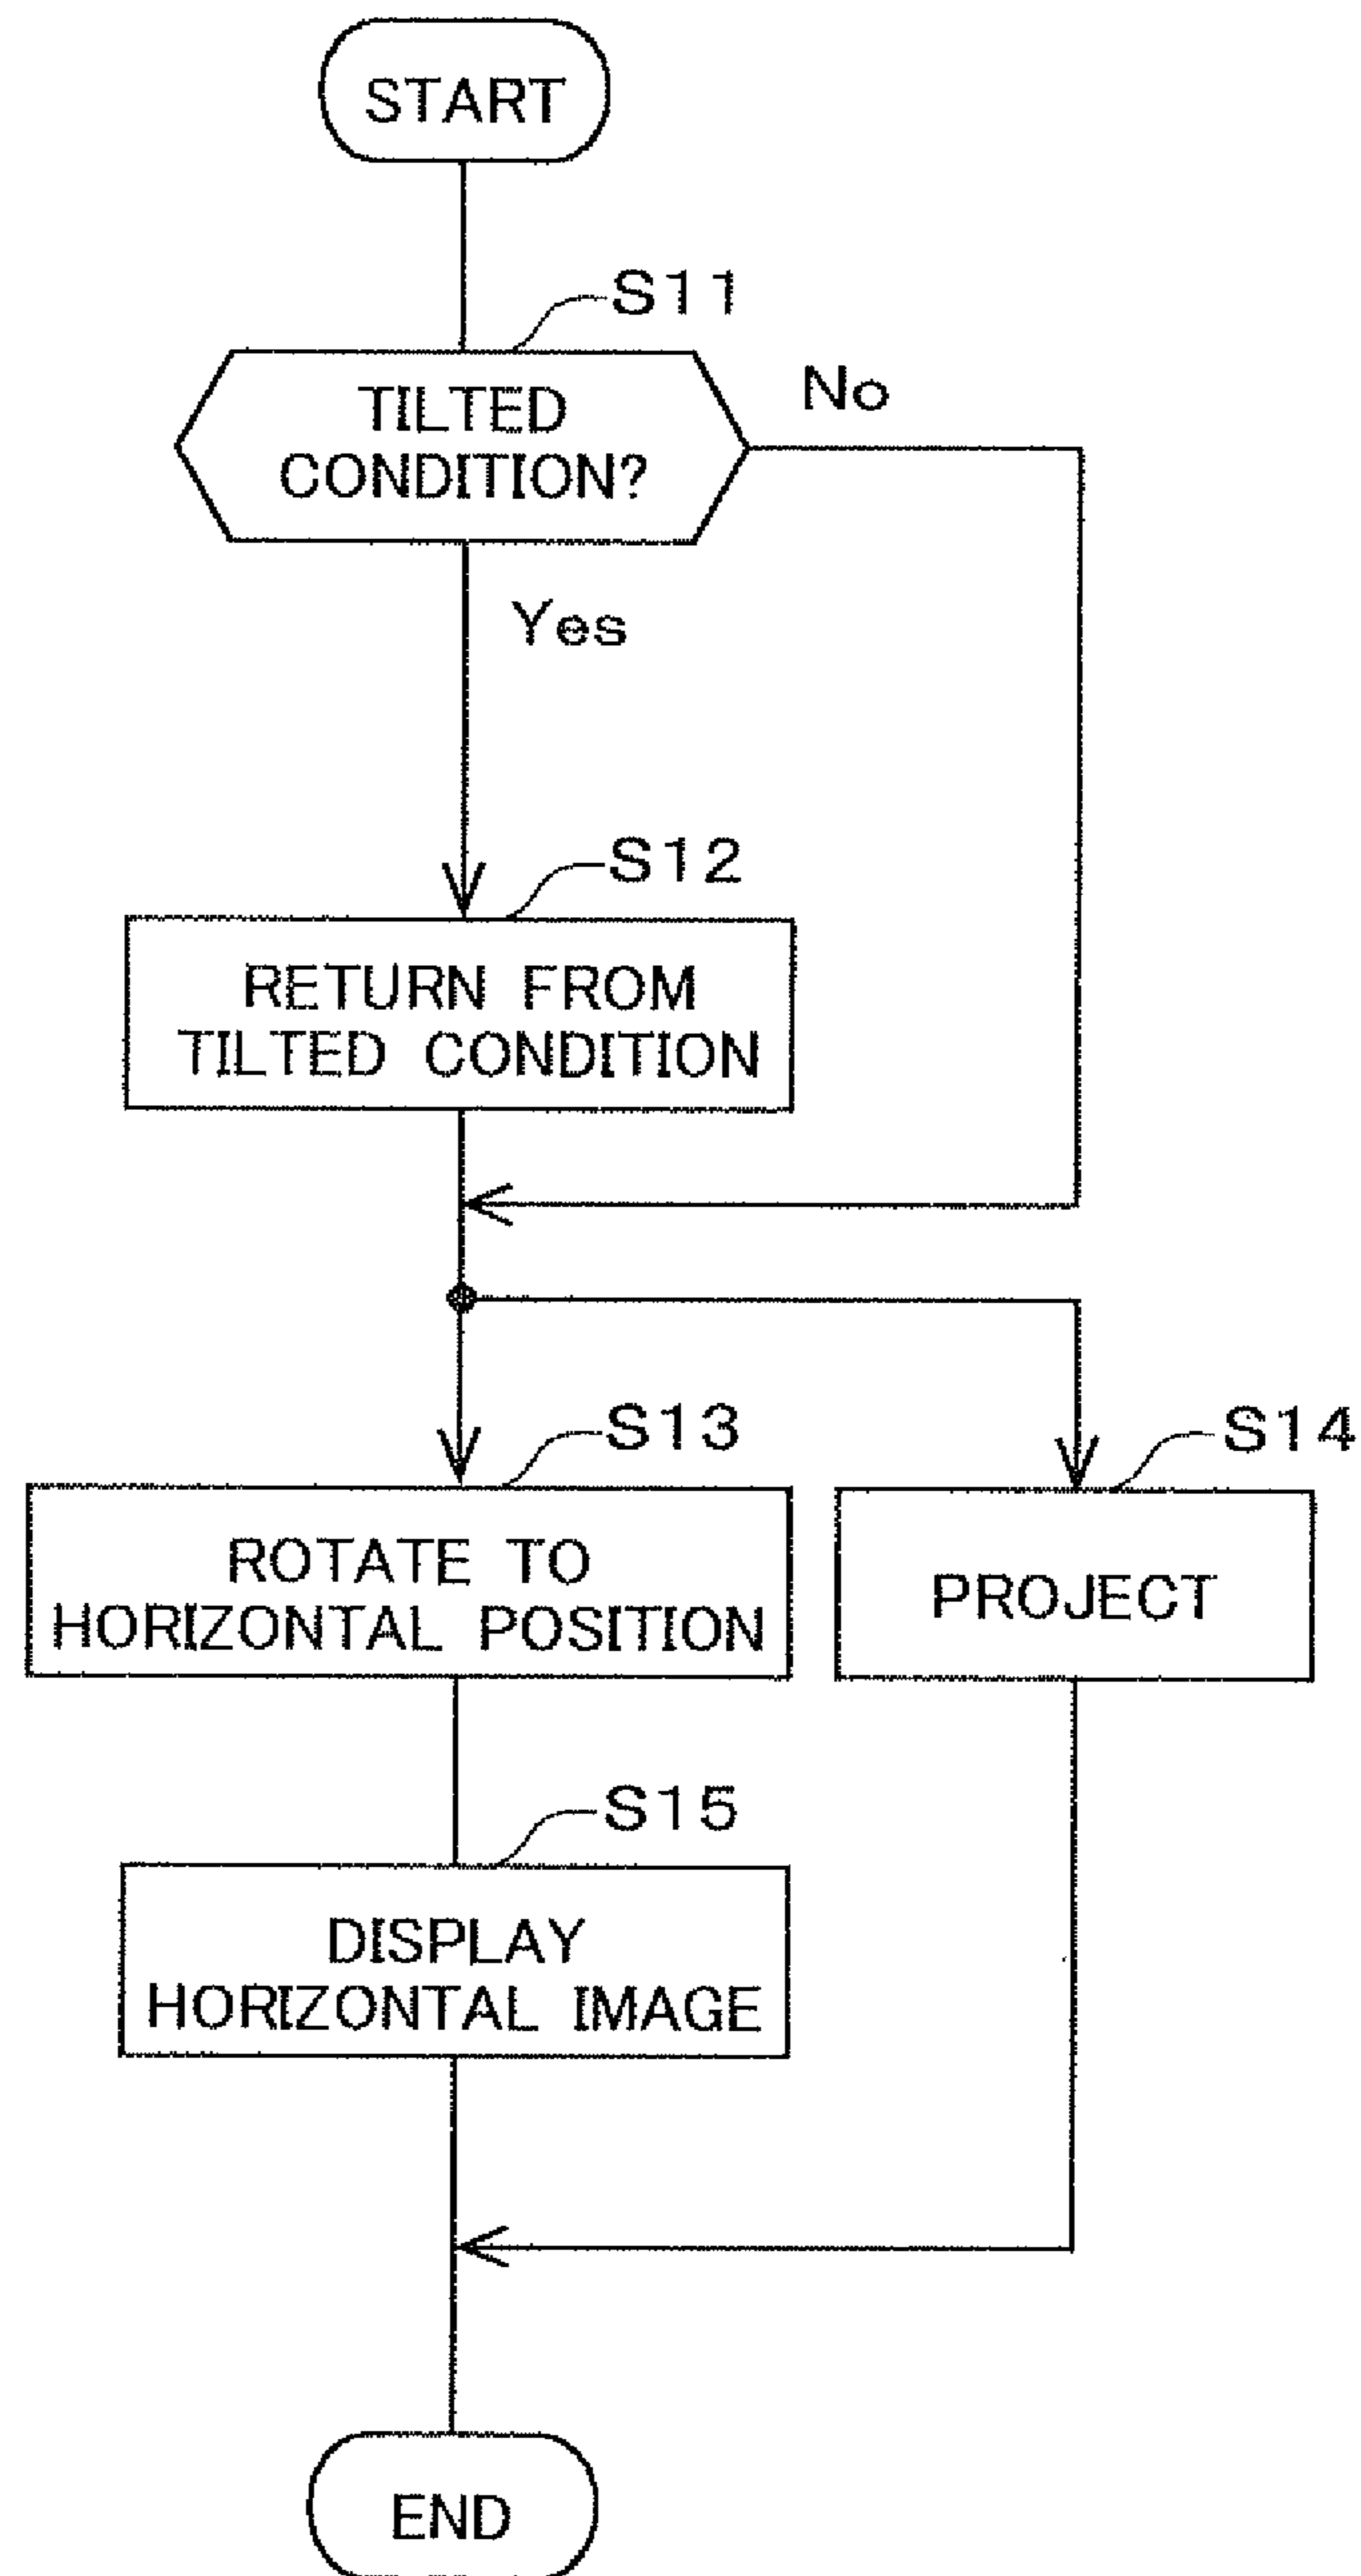 START
S11
TILTED
CONDITION?
No
Yes
S12
RETURN FROM
TILTED CONDITION
S13
S14
ROTATE TO
HORIZONTAL POSITION
PROJECT
S15
DISPLAY
HORIZONTAL IMAGE
END